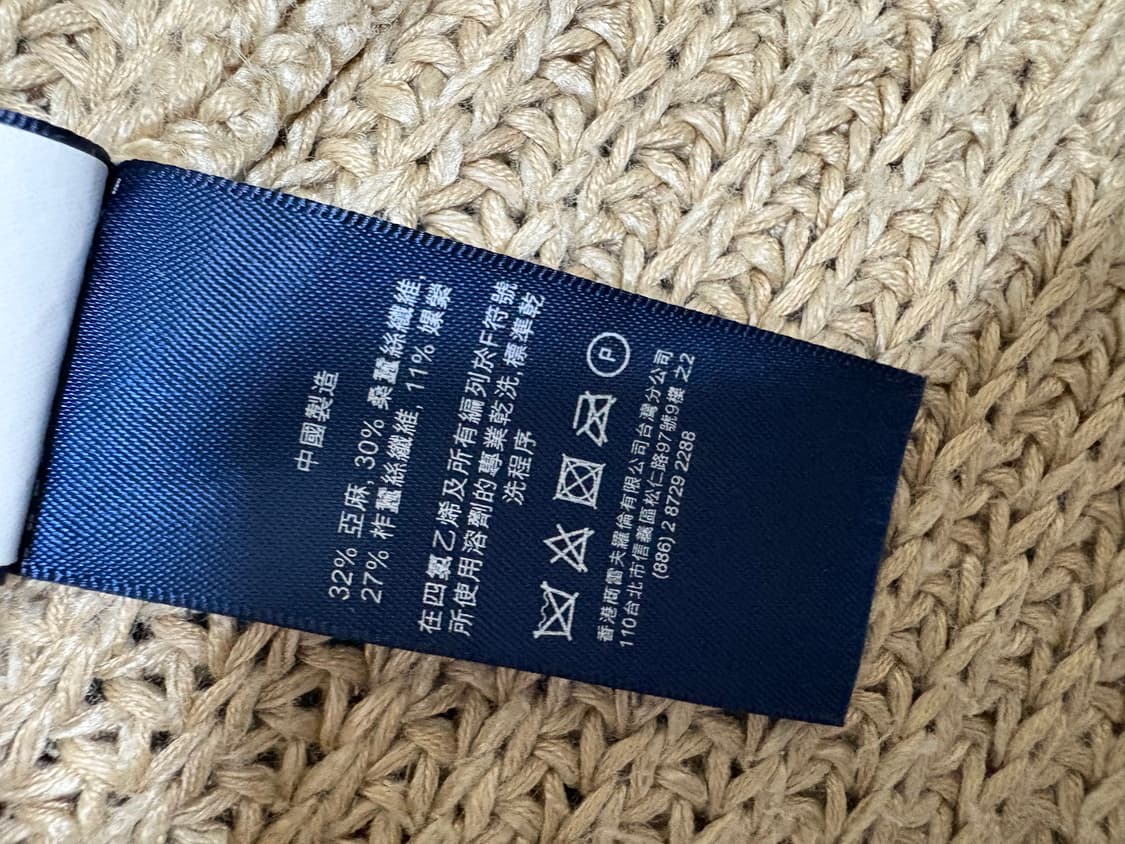 中國製造
32% 亞麻, 30% 桑蠶絲纖維,
27% 柞蠶絲纖維, 11% 嫘縈
在四氯乙烯及所有編列於F符號
所使用溶劑的專業乾洗, 標準乾
洗程序
P
香港商雷夫羅倫有限公司台灣分公司
110台北市信義區松仁路97號9樓 之2
(886) 2 8729 2288